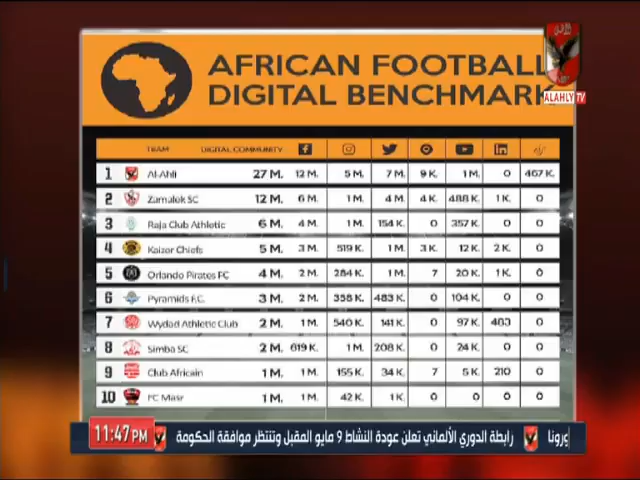 AFRICAN FOOTBALL
DIGITAL BENCHMARK
ALAHLY TV
TEAM DIGITAL COMMUNITY
1 Al-Ahli 27 M. 12 M. 5 M. 7 M. 9 K. 1 M. 0 467 K.
2 Zamalek SC 12 M. 6 M. 1 M. 4 M. 4 K. 488 K. 1 K. 0
3 Raja Club Athletic 6 M. 4 M. 1 M. 154 K. 0 357 K. 0
4 Kaizer Chiefs 5 M. 3 M. 519 K. 1 M. 3 K. 12 K. 2 K. 0
5 Orlando Pirates FC 4 M. 2 M. 284 K. 1 M. 7 20 K. 1 K. 0
6 Pyramids F.C. 3 M. 2 M. 358 K. 483 K. 0 104 K. 0
7 Wydad Athletic Club 2 M. 1 M. 540 K. 141 K. 0 97 K. 483 0
8 Simba SC 2 M. 619 K. 1 M. 208 K. 0 24 K. 0
9 Club Africain 1 M. 1 M. 155 K. 34 K. 7 5 K. 210 0
10 FC Masr 1 M. 1 M. 42 K. 1 K. 0 0 0 0
11:47 PM
ورونا رابطة الدوري الألماني تعلن عودة النشاط 9 مايو المقبل وتنتظر موافقة الحكومة